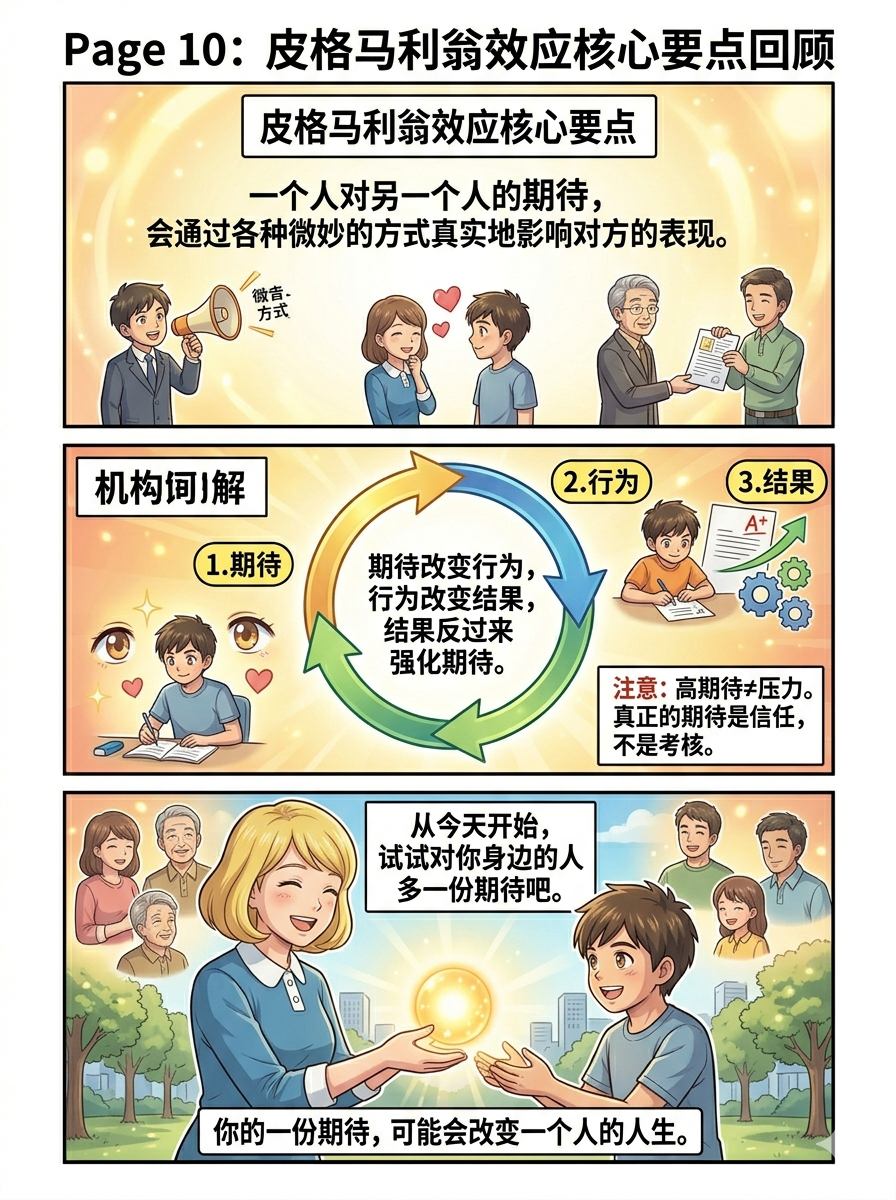 Page 10：皮格马利翁效应核心要点回顾
皮格马利翁效应核心要点
一个人对另一个人的期待，
会通过各种微妙的方式真实地影响对方的表现。
方式
机构 解
1.期待
2.行为
3.结果
A+
期待改变行为，
行为改变结果，
结果反过来
强化期待。
注意：高期待≠压力。
真正的期待是信任，
不是考核。
从今天开始，
试试对你身边的人
多一份期待吧。
你的一份期待，可能会改变一个人的人生。